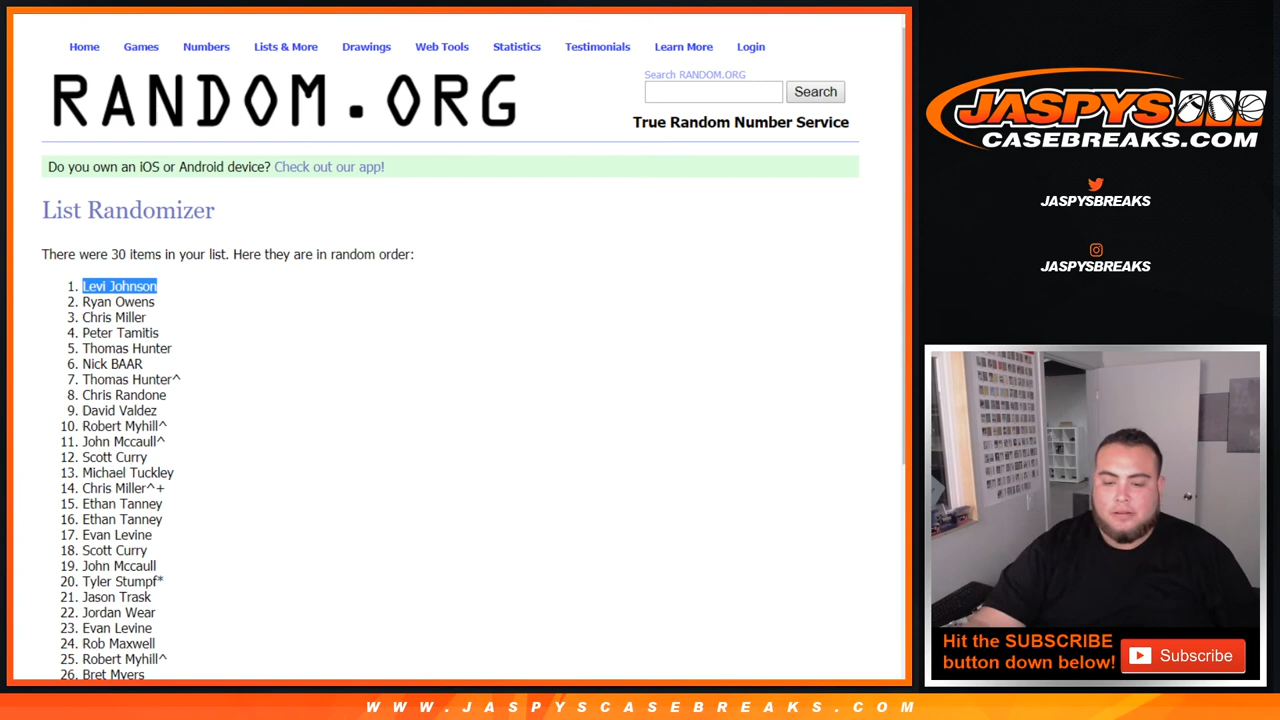 Home Games Numbers Lists & More Drawings Web Tools Statistics Testimonials Learn More Login
RANDOM.ORG
Search RANDOM.ORG
Search
True Random Number Service
Do you own an iOS or Android device? Check out our app!
List Randomizer
There were 30 items in your list. Here they are in random order:
1. Levi Johnson
2. Ryan Owens
3. Chris Miller
4. Peter Tamitis
5. Thomas Hunter
6. Nick BAAR
7. Thomas Hunter^
8. Chris Randone
9. David Valdez
10. Robert Myhill^
11. John Mccaull^
12. Scott Curry
13. Michael Tuckley
14. Chris Miller^+
15. Ethan Tanney
16. Ethan Tanney
17. Evan Levine
18. Scott Curry
19. John Mccaull
20. Tyler Stumpf*
21. Jason Trask
22. Jordan Wear
23. Evan Levine
24. Rob Maxwell
25. Robert Myhill^
26. Bret Myers
JASPYS
CASEBREAKS.COM
JASPYSBREAKS
JASPYSBREAKS
Hit the SUBSCRIBE
button down below!
Subscribe
WWW.JASPYSCASEBREAKS.COM